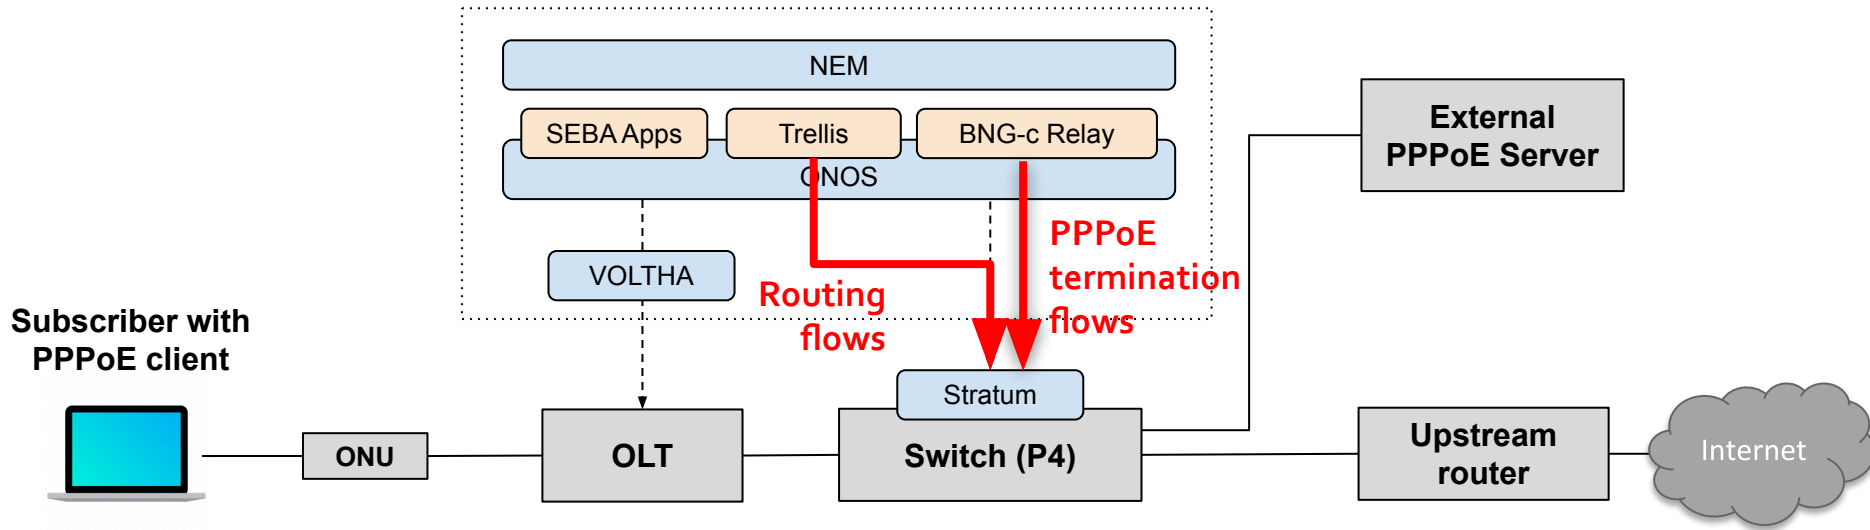 NEM
SEBA Apps
Trellis
BNG-c Relay
ONOS
External
PPPoE Server
VOLTHA
Routing
flows
PPPoE
termination
flows
Subscriber with
PPPoE client
Stratum
ONU
OLT
Switch (P4)
Upstream
router
Internet